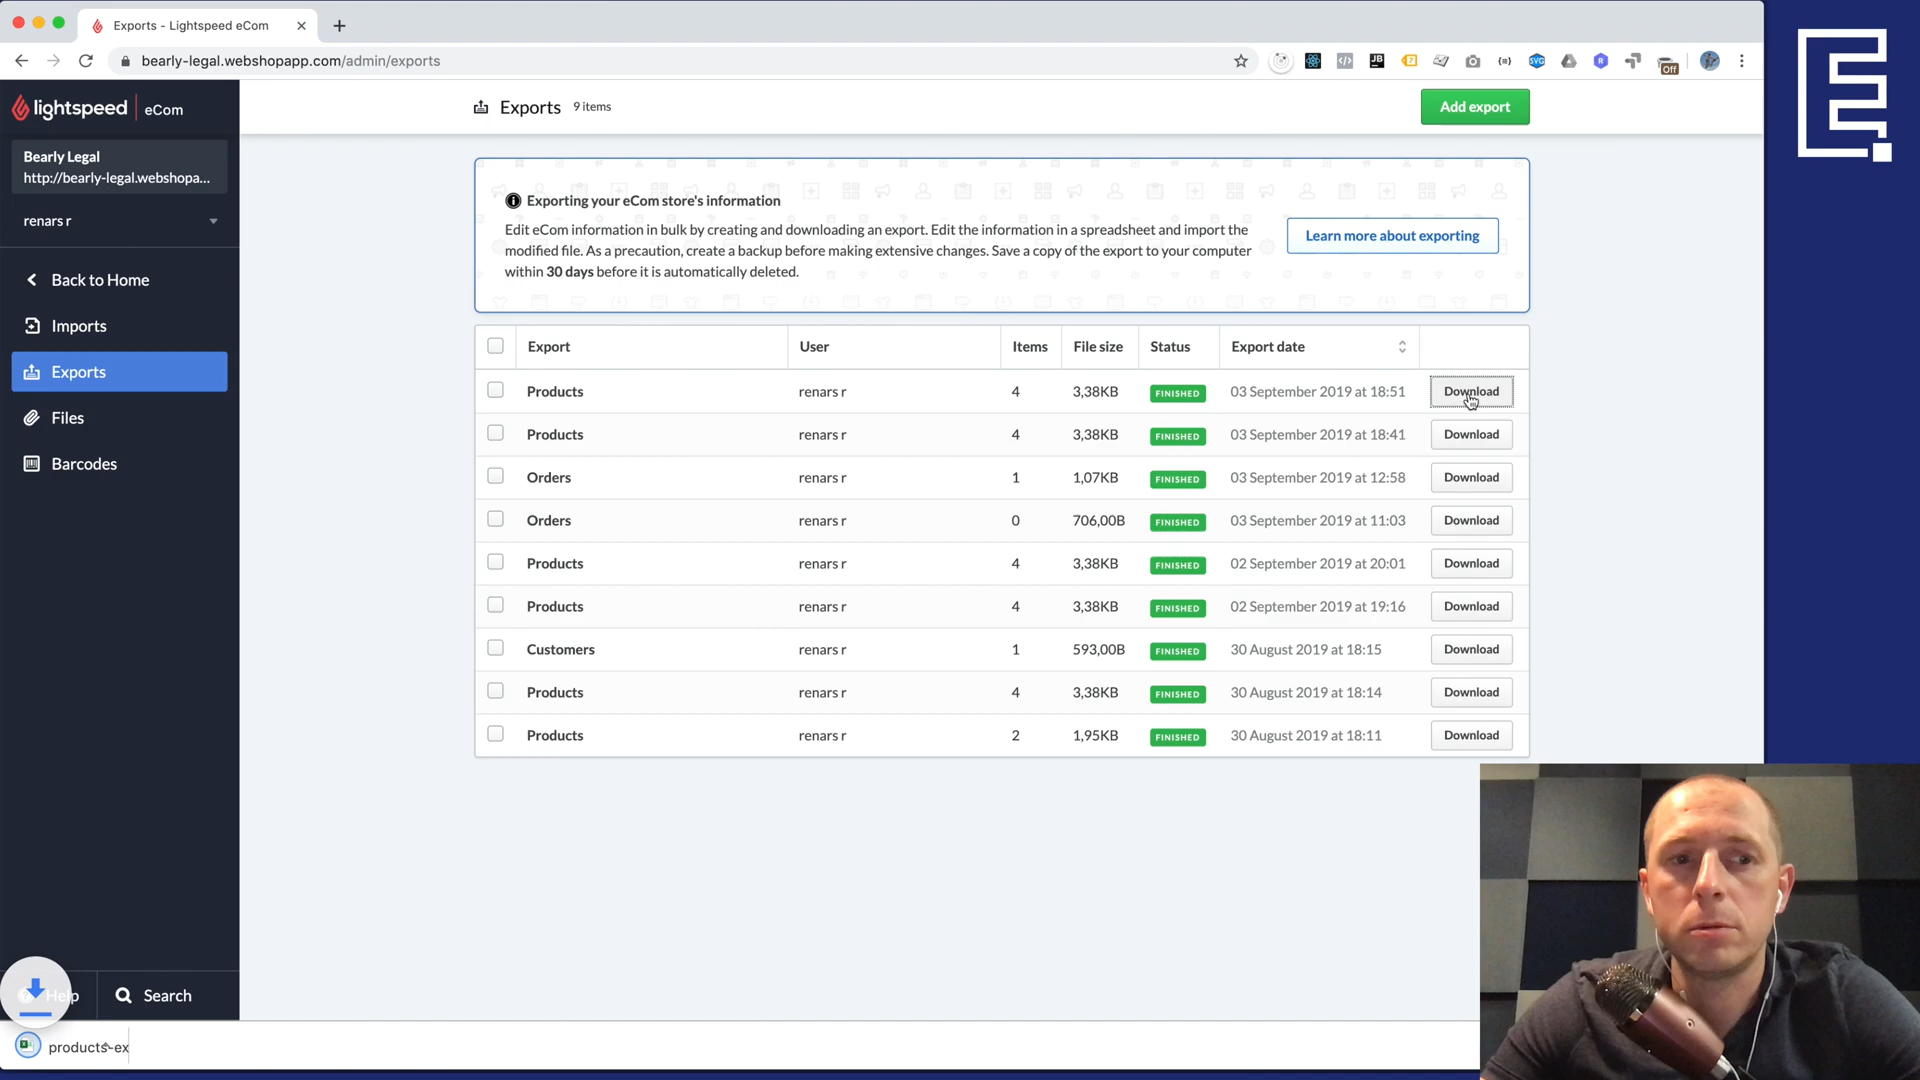 Exports - Lightspeed eCom
bearly-legal.webshopapp.com/admin/exports
JB
SVG
R
Off
lightspeed eCom
Bearly Legal
http://bearly-legal.webshopa...
renars r
Back to Home
Imports
Exports
Files
Barcodes
Help
Search
Exports 9 items
Add export
Exporting your eCom store's information
Edit eCom information in bulk by creating and downloading an export. Edit the information in a spreadsheet and import the
modified file. As a precaution, create a backup before making extensive changes. Save a copy of the export to your computer
within 30 days before it is automatically deleted.
Learn more about exporting
Export User Items File size Status Export date
Products renars r 4 3,38KB FINISHED 03 September 2019 at 18:51 Download
Products renars r 4 3,38KB FINISHED 03 September 2019 at 18:41 Download
Orders renars r 1 1,07KB FINISHED 03 September 2019 at 12:58 Download
Orders renars r 0 706,00B FINISHED 03 September 2019 at 11:03 Download
Products renars r 4 3,38KB FINISHED 02 September 2019 at 20:01 Download
Products renars r 4 3,38KB FINISHED 02 September 2019 at 19:16 Download
Customers renars r 1 593,00B FINISHED 30 August 2019 at 18:15 Download
Products renars r 4 3,38KB FINISHED 30 August 2019 at 18:14 Download
Products renars r 2 1,95KB FINISHED 30 August 2019 at 18:11 Download
products-ex
E.